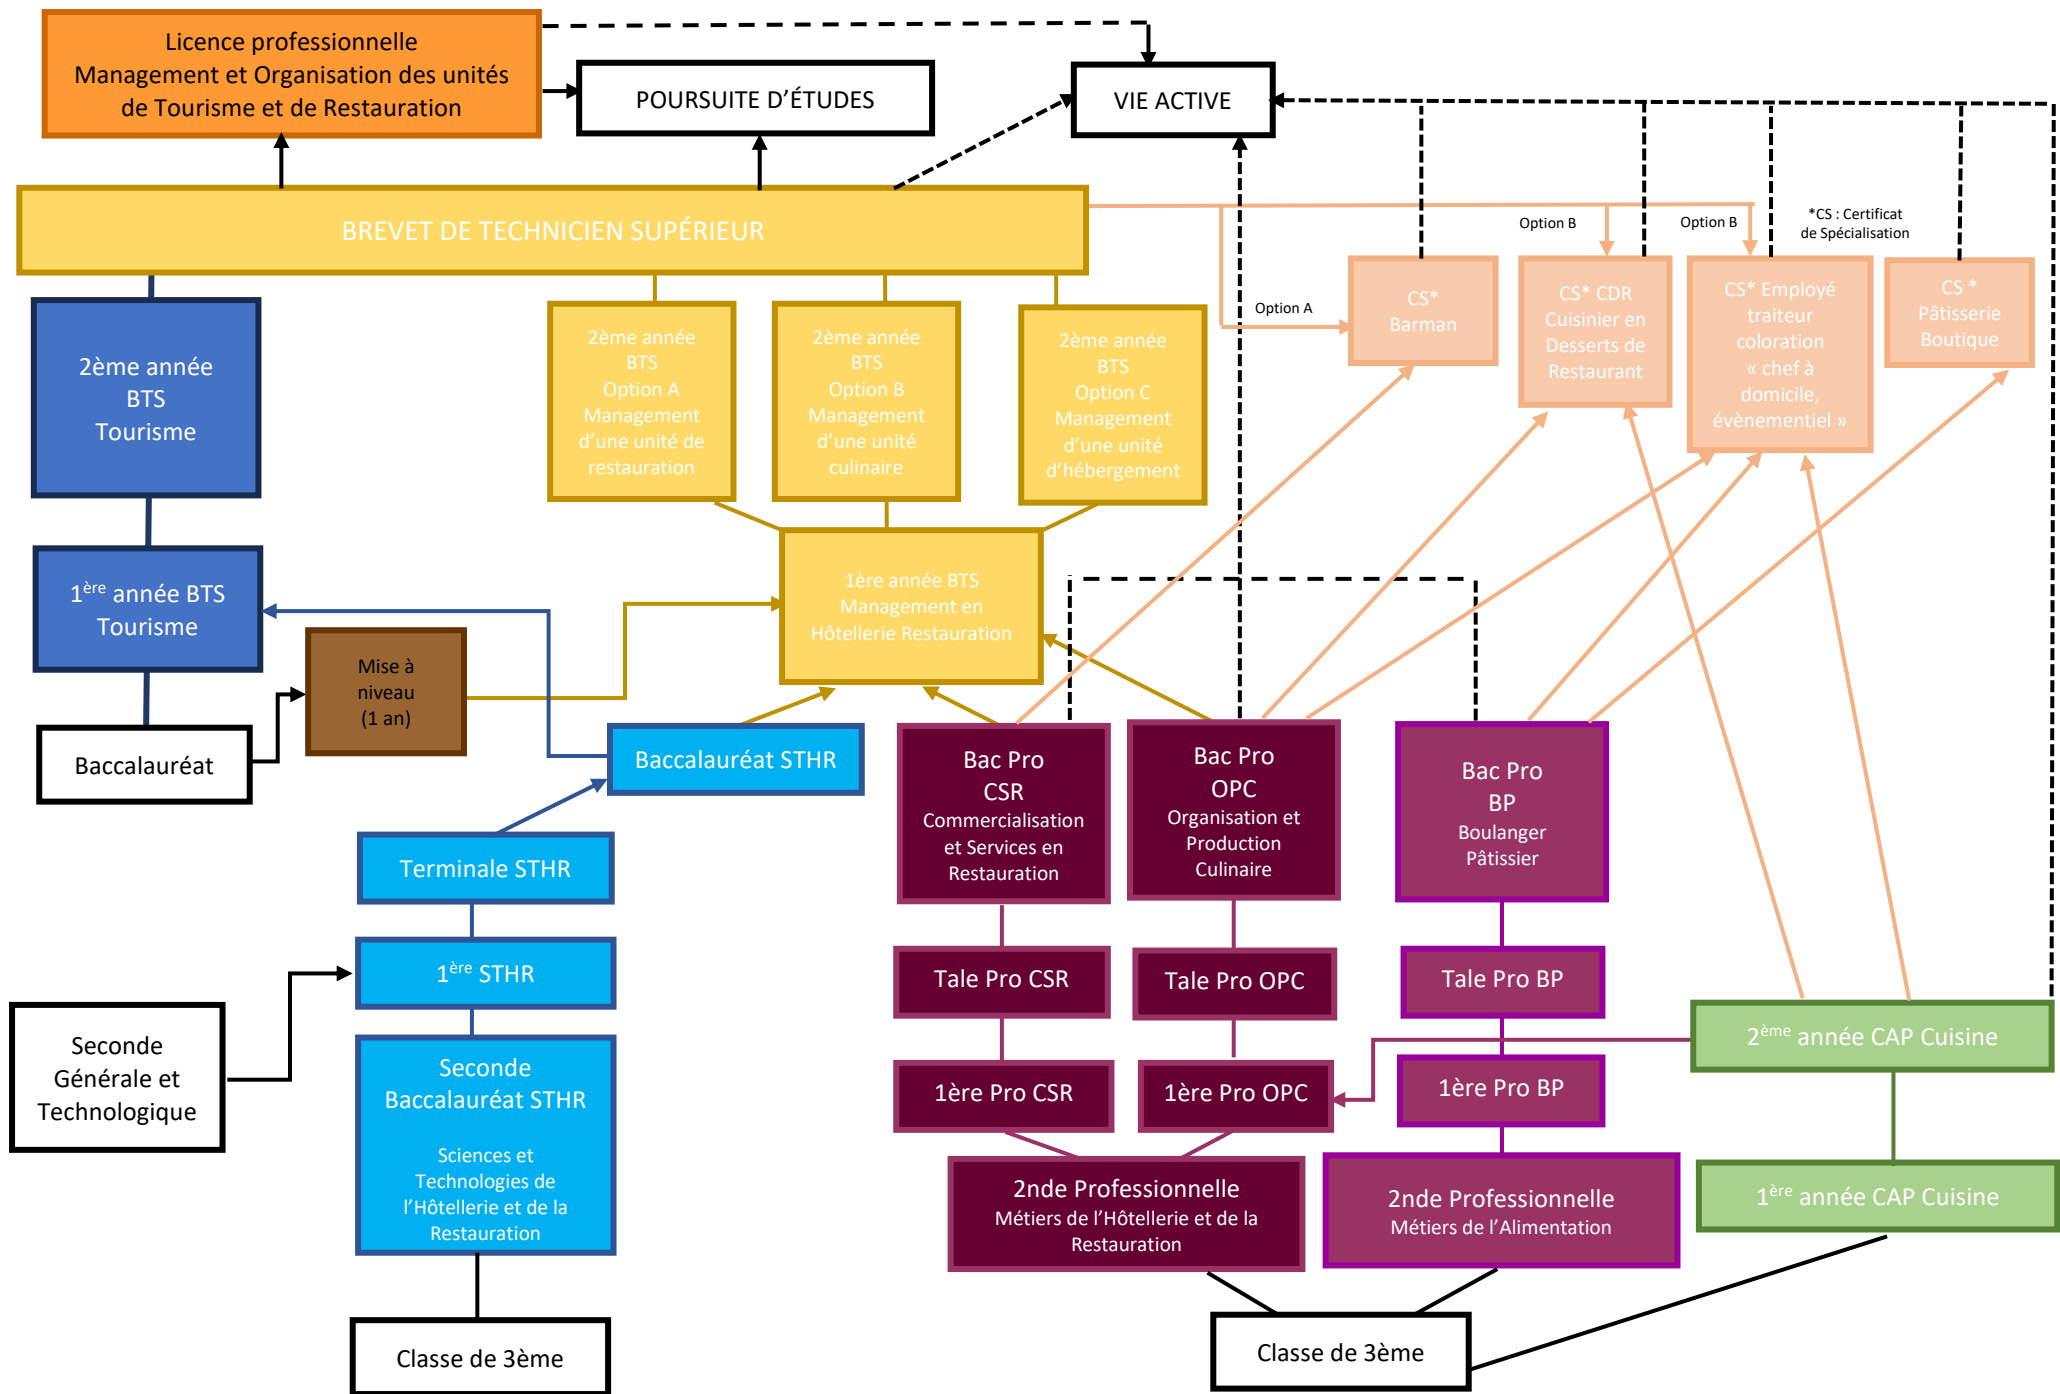 Licence professionnelle
Management et Organisation des unités
de Tourisme et de Restauration
POURSUITE D'ÉTUDES
VIE ACTIVE
BREVET DE TECHNICIEN SUPÉRIEUR
Option B
Option B
*CS : Certificat
de Spécialisation
Option A
2ème année
BTS
Tourisme
2ème année
BTS
Option A
Management
d'une unité de
restauration
2ème année
BTS
Option B
Management
d'une unité
culinaire
2ème année
BTS
Option C
Management
d'une unité
d'hébergement
CS*
Barman
CS* CDR
Cuisinier en
Desserts de
Restaurant
CS* Employé
traiteur
coloration
« chef à
domicile,
évènementiel »
CS *
Pâtisserie
Boutique
1ère année BTS
Tourisme
1ère année BTS
Management en
Hôtellerie Restauration
Mise à
niveau
(1 an)
Baccalauréat
Baccalauréat STHR
Bac Pro
CSR
Commercialisation
et Services en
Restauration
Bac Pro
OPC
Organisation et
Production
Culinaire
Bac Pro
BP
Boulanger
Pâtissier
Terminale STHR
1ère STHR
Tale Pro CSR
Tale Pro OPC
Tale Pro BP
Seconde
Générale et
Technologique
Seconde
Baccalauréat STHR
Sciences et
Technologies de
l'Hôtellerie et de la
Restauration
2ème année CAP Cuisine
1ère Pro CSR
1ère Pro OPC
1ère Pro BP
2nde Professionnelle
Métiers de l'Hôtellerie et de la
Restauration
2nde Professionnelle
Métiers de l'Alimentation
1ère année CAP Cuisine
Classe de 3ème
Classe de 3ème